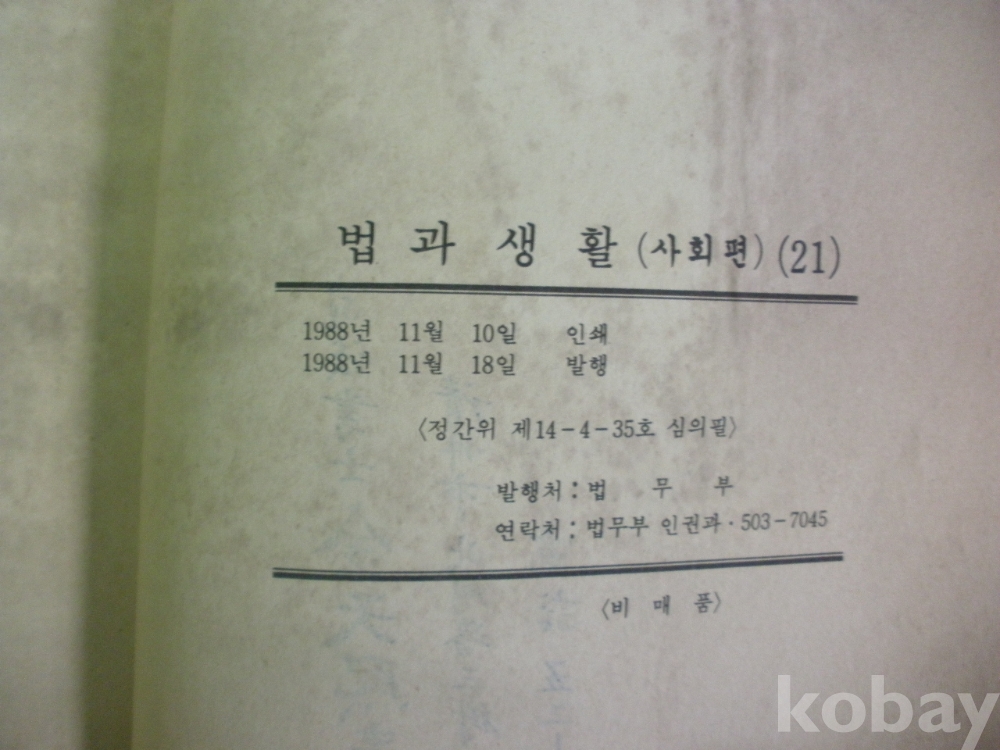 법과 생활 (사회편) (21)
1988년 11월 10일 인쇄
1988년 11월 18일 발행
〈정간위 제14-4-35호 심의필〉
발행처 : 법 무 부
연락처 : 법무부 인권과 · 503-7045
〈비 매 품〉
kobay